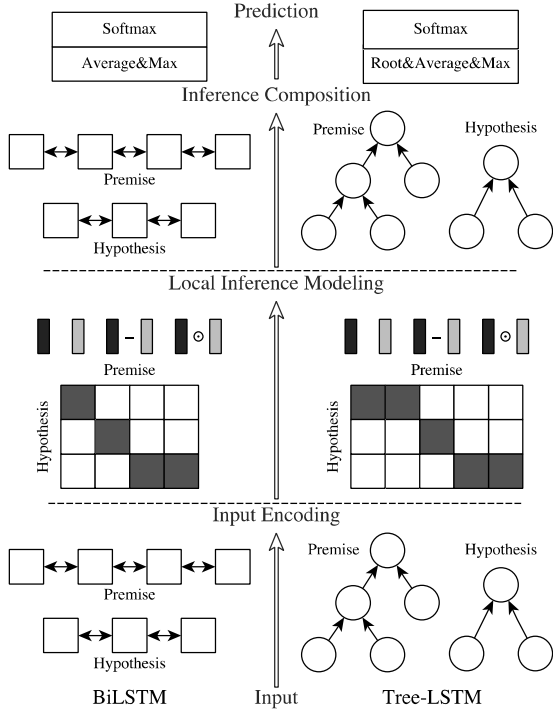 Prediction
Softmax
Softmax
Average&Max
Root&Average&Max
Inference Composition
Premise
Hypothesis
Premise
Hypothesis
Local Inference Modeling
– ⊙
– ⊙
Premise
Premise
Hypothesis
Hypothesis
Input Encoding
Premise
Hypothesis
Premise
Hypothesis
BiLSTM
Input
Tree-LSTM